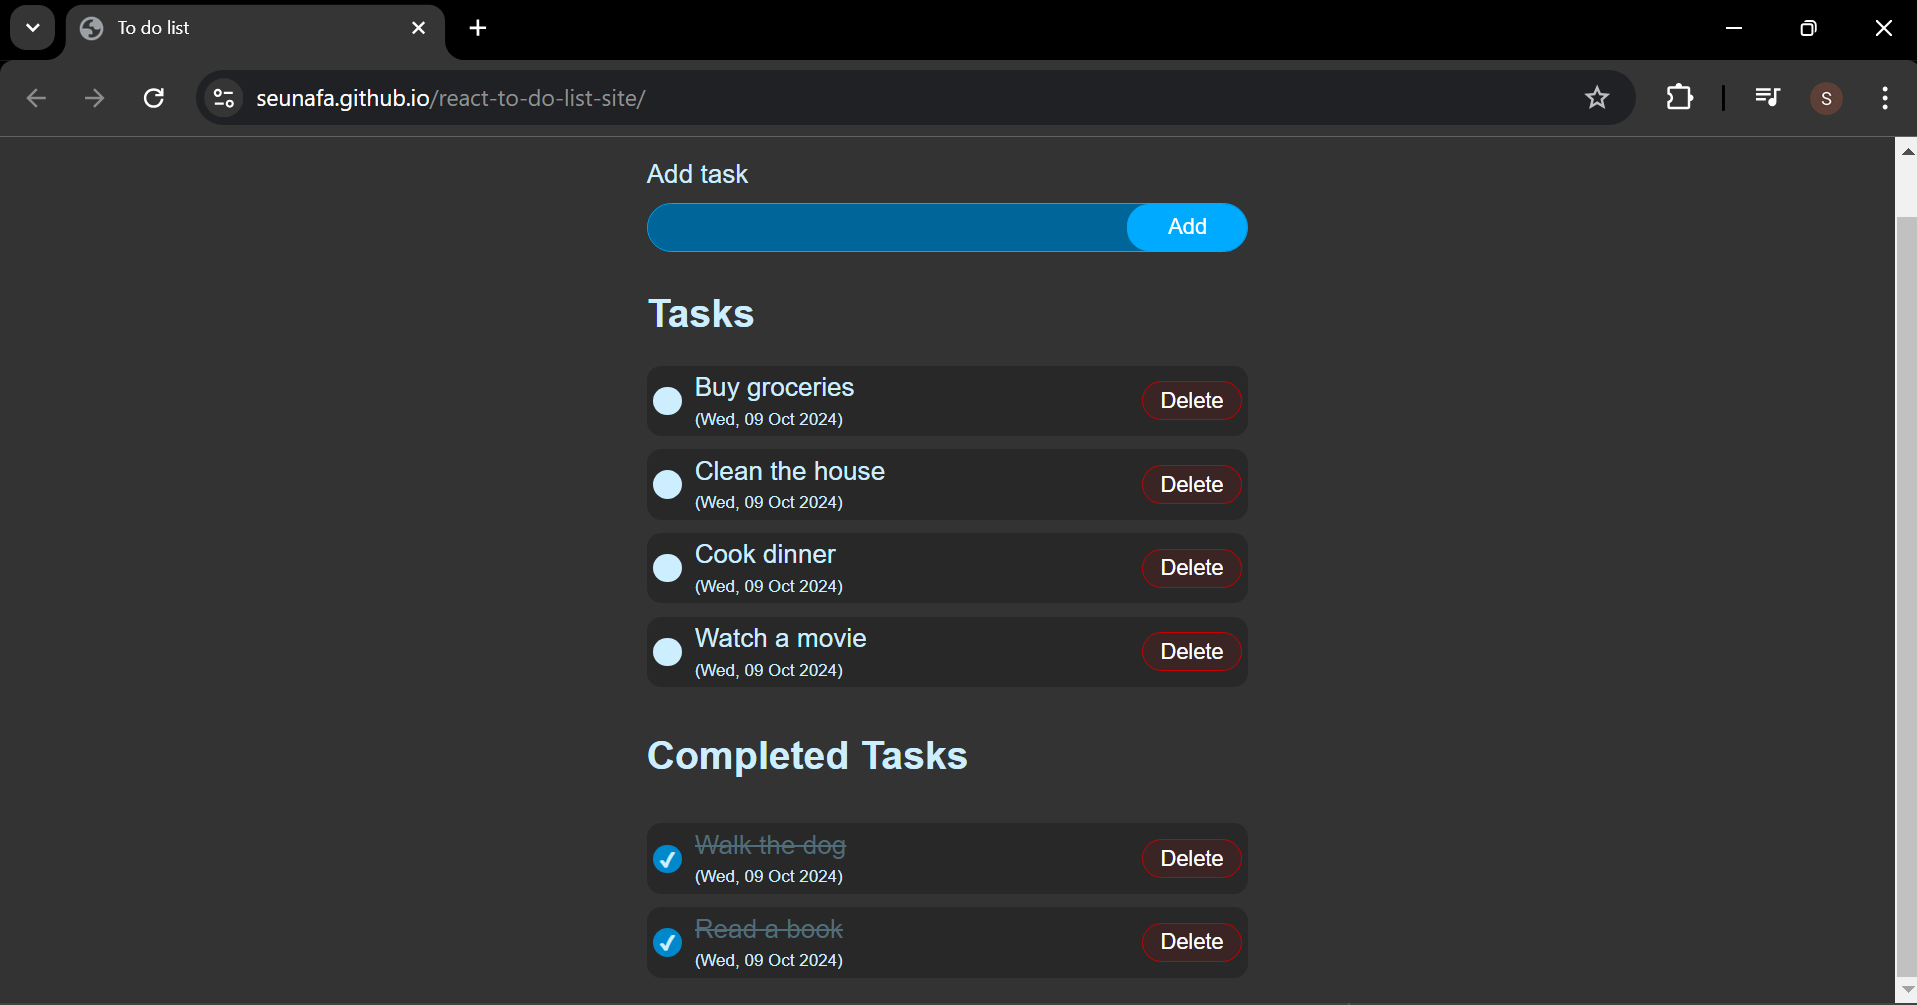 To do list
seunafa.github.io/react-to-do-list-site/
S
Add task
Add
Tasks
Buy groceries
(Wed, 09 Oct 2024)
Delete
Clean the house
(Wed, 09 Oct 2024)
Delete
Cook dinner
(Wed, 09 Oct 2024)
Delete
Watch a movie
(Wed, 09 Oct 2024)
Delete
Completed Tasks
Walk the dog
(Wed, 09 Oct 2024)
Delete
Read a book
(Wed, 09 Oct 2024)
Delete